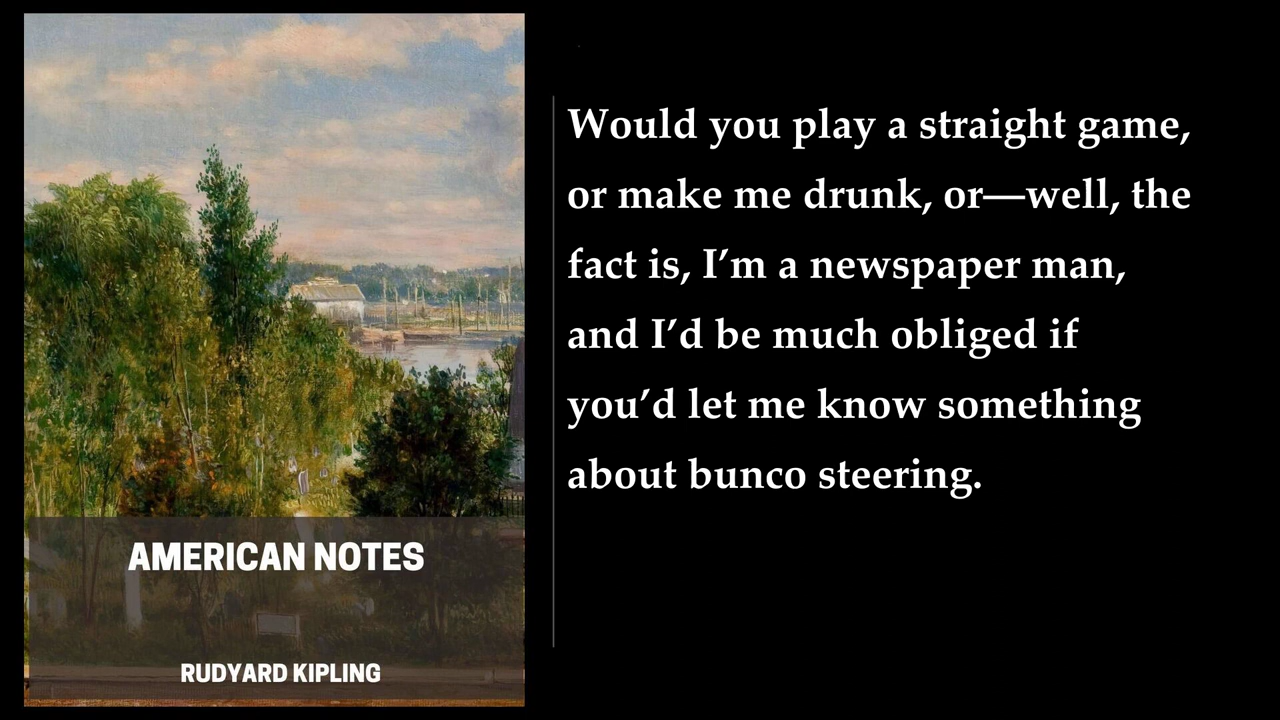 AMERICAN NOTES
RUDYARD KIPLING
Would you play a straight game,
or make me drunk, or—well, the
fact is, I’m a newspaper man,
and I’d be much obliged if
you’d let me know something
about bunco steering.